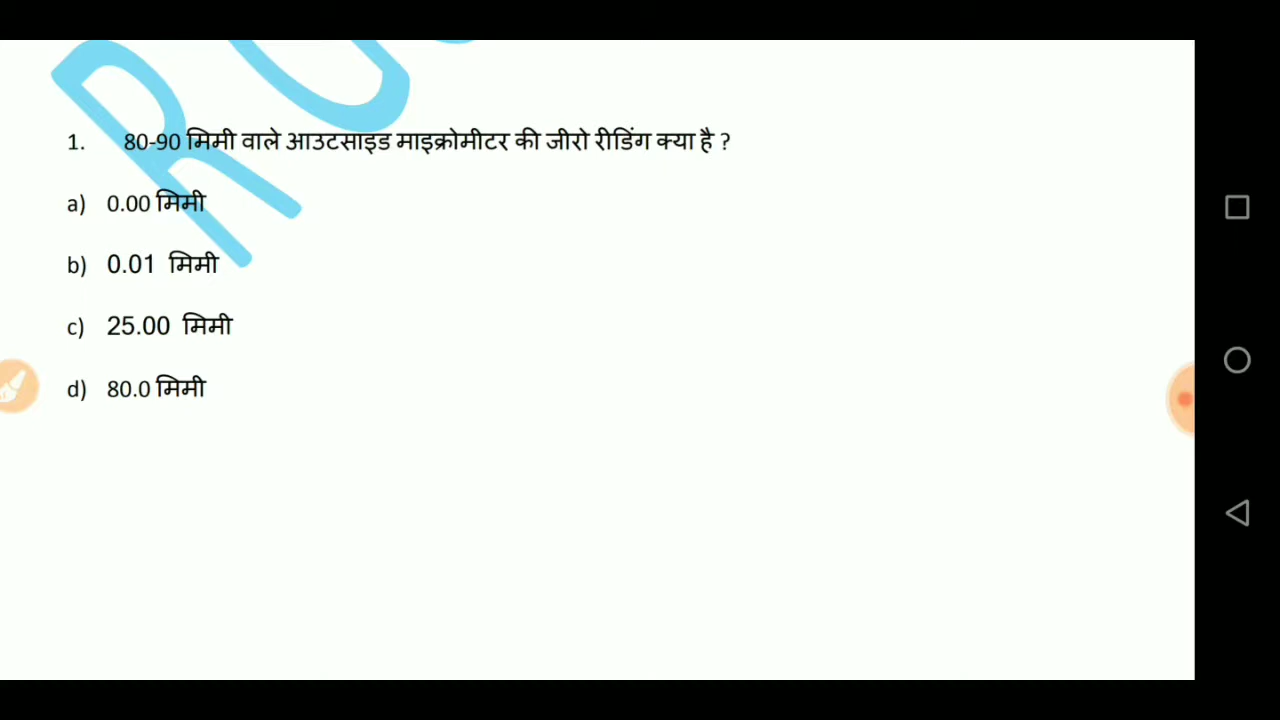 1. 80-90 मिमी वाले आउटसाइड माइक्रोमीटर की जीरो रीडिंग क्या है ?
a) 0.00 मिमी
b) 0.01 मिमी
c) 25.00 मिमी
d) 80.0 मिमी